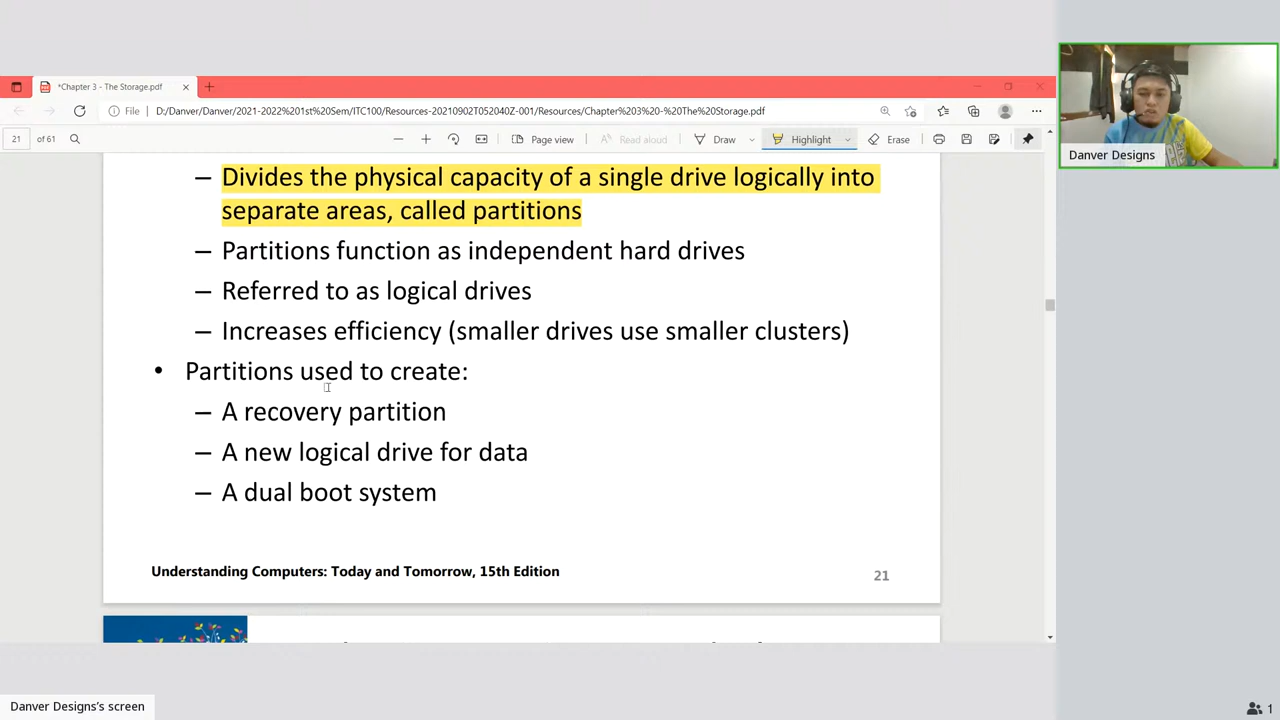 *Chapter 3 - The Storage.pdf
File
D:/Danver/Danver/2021-2022%201st%20Sem/ITC100/Resources-20210902T052040Z-001/Resources/Chapter%203%20-%20The%20Storage.pdf
21 of 61
Page view
Read aloud
Draw
Highlight
Erase
– Divides the physical capacity of a single drive logically into
separate areas, called partitions
– Partitions function as independent hard drives
– Referred to as logical drives
– Increases efficiency (smaller drives use smaller clusters)
• Partitions used to create:
– A recovery partition
– A new logical drive for data
– A dual boot system
Understanding Computers: Today and Tomorrow, 15th Edition
21
Danver Designs
Danver Designs's screen
1